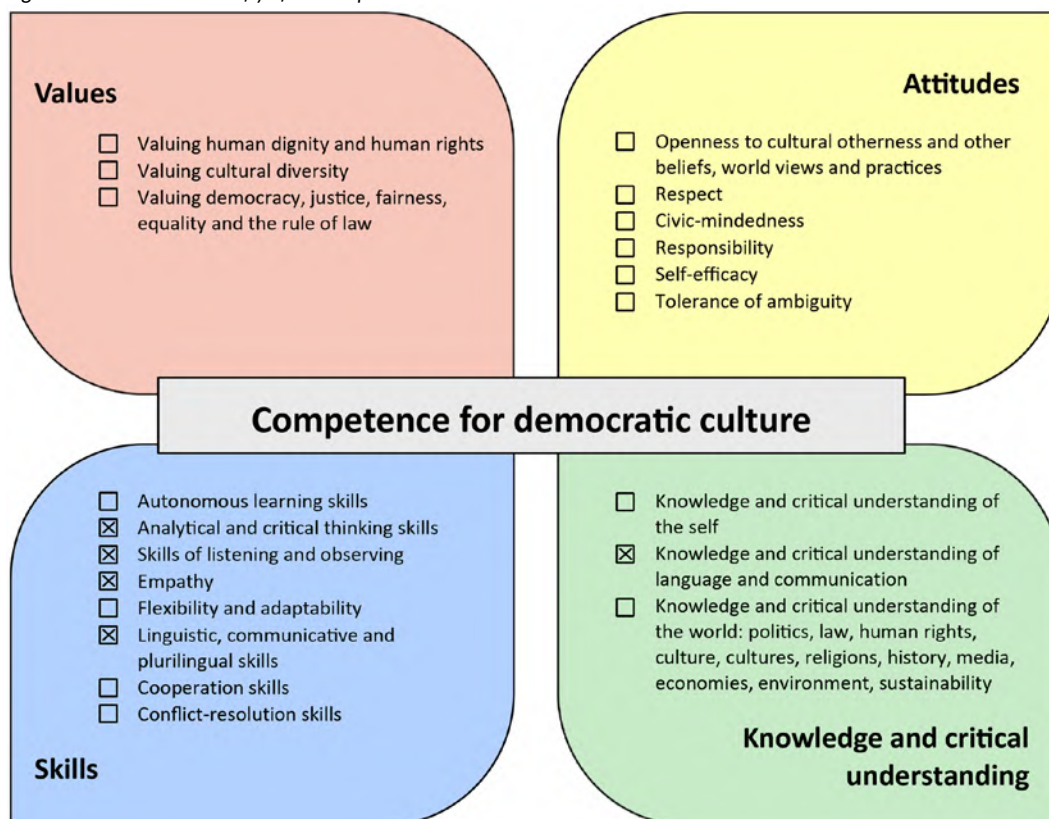 Values
Valuing human dignity and human rights
Valuing cultural diversity
Valuing democracy, justice, fairness,
equality and the rule of law
Attitudes
Openness to cultural otherness and other
beliefs, world views and practices
Respect
Civic-mindedness
Responsibility
Self-efficacy
Tolerance of ambiguity
Competence for democratic culture
Autonomous learning skills
Analytical and critical thinking skills
Skills of listening and observing
Empathy
Flexibility and adaptability
Linguistic, communicative and
plurilingual skills
Cooperation skills
Conflict-resolution skills
Skills
Knowledge and critical understanding of
the self
Knowledge and critical understanding of
language and communication
Knowledge and critical understanding of
the world: politics, law, human rights,
culture, cultures, religions, history, media,
economies, environment, sustainability
Knowledge and critical
understanding